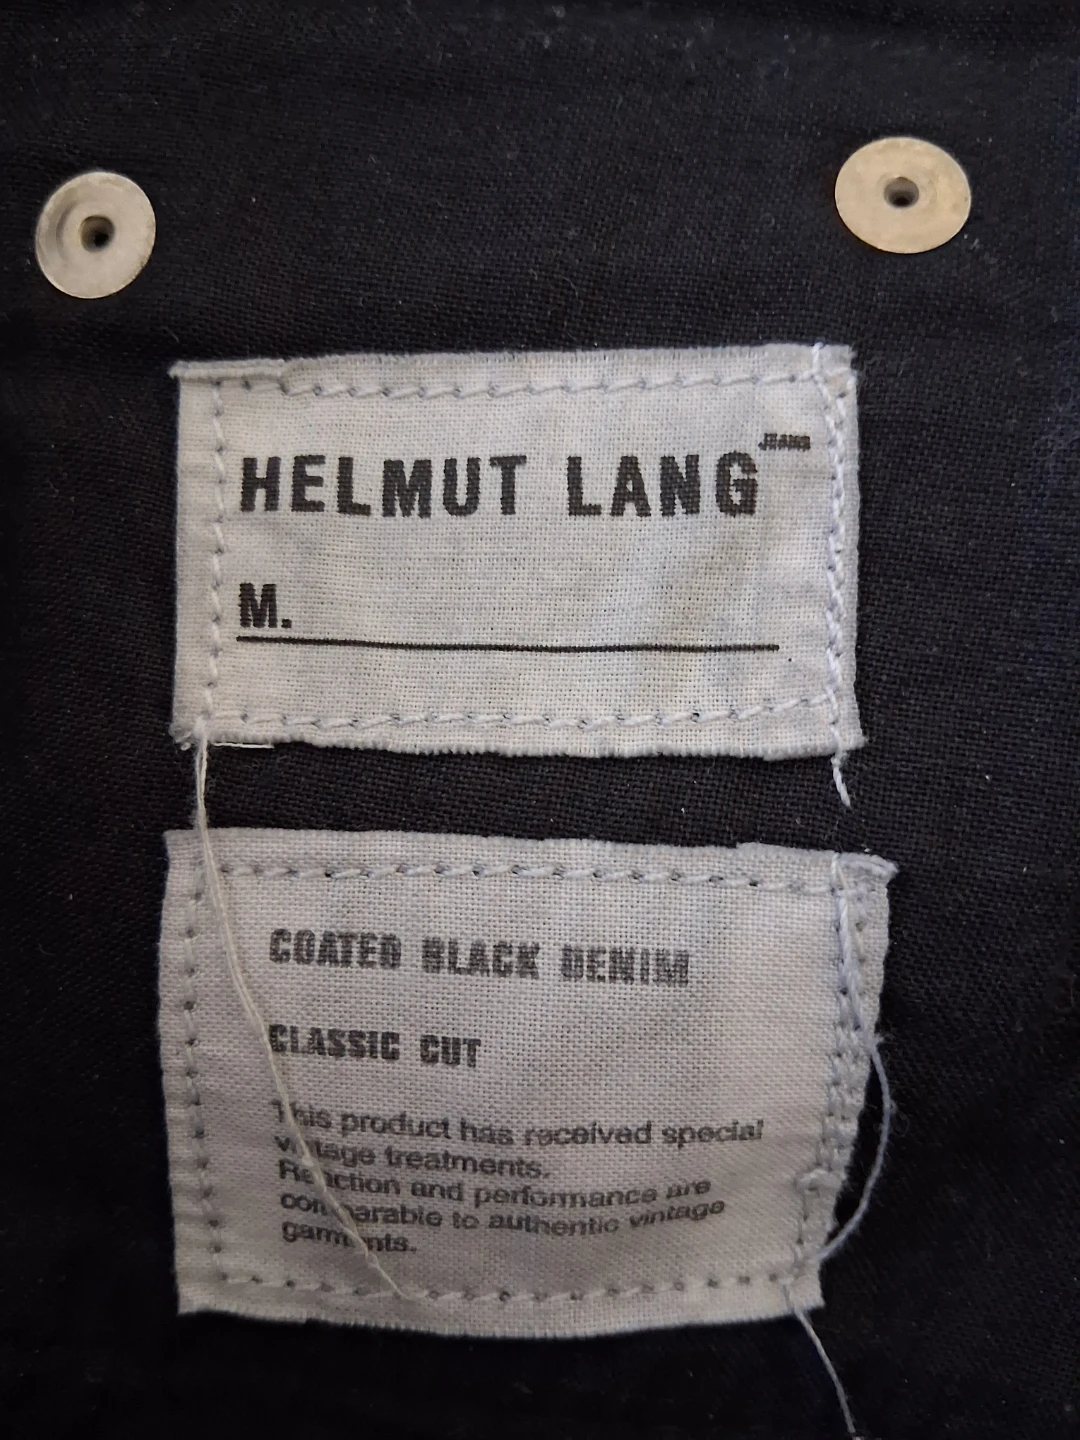 HELMUT LANG JEANS
M.
COATED BLACK DENIM
CLASSIC CUT
This product has received special
vintage treatments.
Reaction and performance are
comparable to authentic vintage
garments.